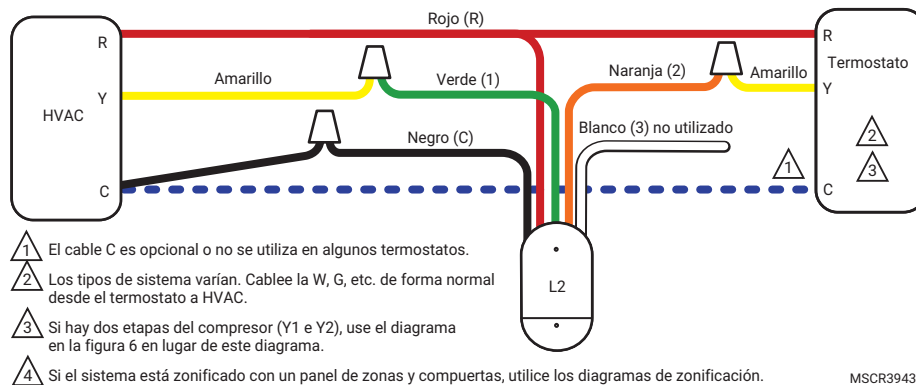 Rojo (R)
R
R
Termostato
Amarillo
Verde (1)
Naranja (2)
Amarillo
Y
Y
HVAC
Negro (C)
Blanco (3) no utilizado
2
1
3
C
C
1 El cable C es opcional o no se utiliza en algunos termostatos.
2 Los tipos de sistema varían. Cablee la W, G, etc. de forma normal
desde el termostato a HVAC.
L2
3 Si hay dos etapas del compresor (Y1 e Y2), use el diagrama
en la figura 6 en lugar de este diagrama.
4 Si el sistema está zonificado con un panel de zonas y compuertas, utilice los diagramas de zonificación.
MSCR3943